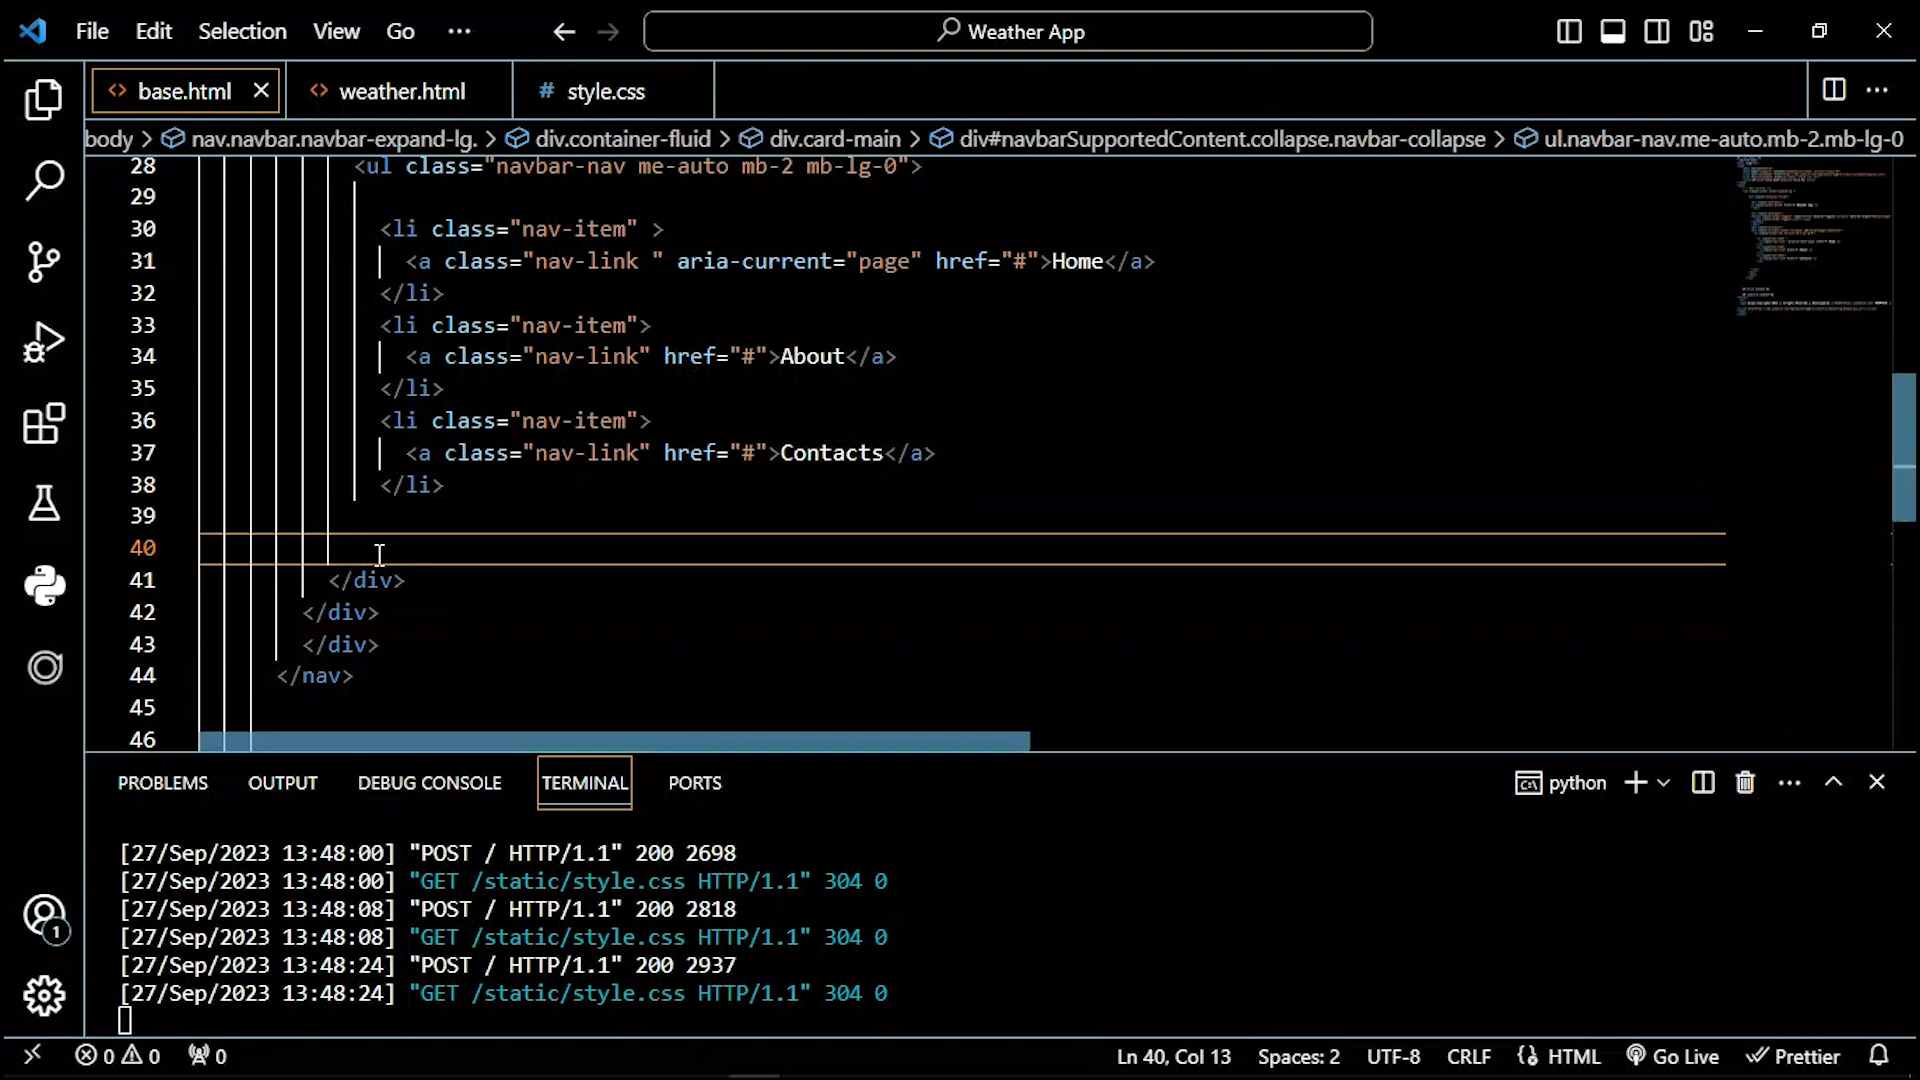 File Edit Selection View Go ··· Weather App
base.html weather.html # style.css
body > nav.navbar.navbar-expand-lg. > div.container-fluid > div.card-main > div#navbarSupportedContent.collapse.navbar-collapse > ul.navbar-nav.me-auto.mb-2.mb-lg-0
28 <ul class="navbar-nav me-auto mb-2 mb-lg-0">
29
30 <li class="nav-item" >
31 <a class="nav-link " aria-current="page" href="#">Home</a>
32 </li>
33 <li class="nav-item">
34 <a class="nav-link" href="#">About</a>
35 </li>
36 <li class="nav-item">
37 <a class="nav-link" href="#">Contacts</a>
38 </li>
39
40
41 </div>
42 </div>
43 </div>
44 </nav>
45
46
PROBLEMS OUTPUT DEBUG CONSOLE TERMINAL PORTS python
[27/Sep/2023 13:48:00] "POST / HTTP/1.1" 200 2698
[27/Sep/2023 13:48:00] "GET /static/style.css HTTP/1.1" 304 0
[27/Sep/2023 13:48:08] "POST / HTTP/1.1" 200 2818
[27/Sep/2023 13:48:08] "GET /static/style.css HTTP/1.1" 304 0
[27/Sep/2023 13:48:24] "POST / HTTP/1.1" 200 2937
[27/Sep/2023 13:48:24] "GET /static/style.css HTTP/1.1" 304 0
1
0 0 0 Ln 40, Col 13 Spaces: 2 UTF-8 CRLF HTML Go Live Prettier